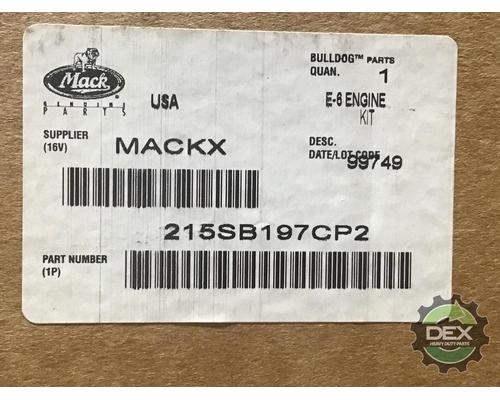 Mack
GENUINE
PARTS
USA
BULLDOG™ PARTS
QUAN. 1
E-6 ENGINE
KIT
SUPPLIER
(16V)
MACKX
DESC.
DATE/LOT CODE
99749
215SB197CP2
PART NUMBER
(1P)
DEX
HEAVY DUTY PARTS